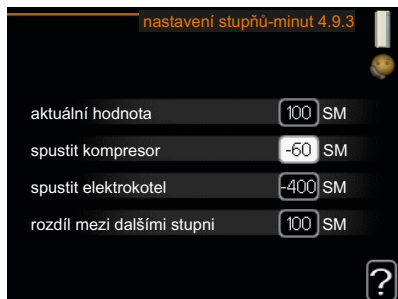 nastavení stupňů-minut 4.9.3
aktuální hodnota 100 SM
spustit kompresor -60 SM
spustit elektrokotel -400 SM
rozdíl mezi dalšími stupni 100 SM
?